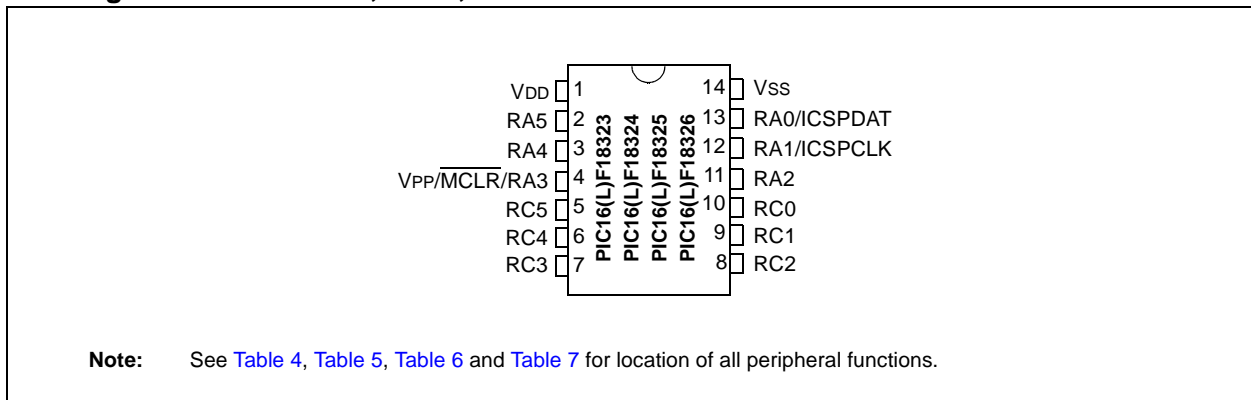 VDD 1 14 VSS
RA5 2 13 RA0/ICSPDAT
RA4 3 12 RA1/ICSPCLK
VPP/MCLR/RA3 4 11 RA2
RC5 5 10 RC0
RC4 6 9 RC1
RC3 7 8 RC2
PIC16(L)F18323
PIC16(L)F18324
PIC16(L)F18325
PIC16(L)F18326
Note: See Table 4, Table 5, Table 6 and Table 7 for location of all peripheral functions.